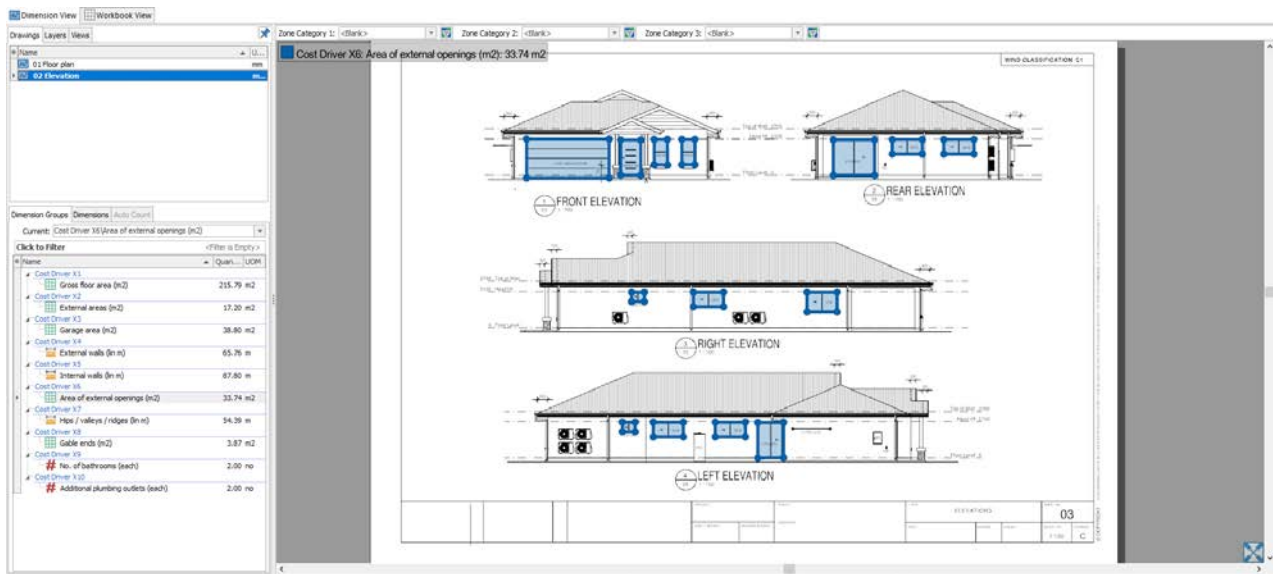 Dimension View Workbook View
Drawings Layers Views
Zone Category 1: <Blank> Zone Category 2: <Blank> Zone Category 3: <Blank>
Name U...
01 Floor plan mm
02 Elevation m...
Cost Driver X6: Area of external openings (m2): 33.74 m2
WIND CLASSIFICATION C1
FRONT ELEVATION
REAR ELEVATION
RIGHT ELEVATION
LEFT ELEVATION
ELEVATIONS
03
C
Dimension Groups Dimensions Auto Count
Current: Cost Driver X6\Area of external openings (m2)
Click to Filter <Filter is Empty>
Name Quan... UOM
Cost Driver X1
Gross floor area (m2) 215.79 m2
Cost Driver X2
External areas (m2) 17.20 m2
Cost Driver X3
Garage area (m2) 38.80 m2
Cost Driver X4
External walls (lin m) 65.76 m
Cost Driver X5
Internal walls (lin m) 87.80 m
Cost Driver X6
Area of external openings (m2) 33.74 m2
Cost Driver X7
Hips / valleys / ridges (lin m) 54.39 m
Cost Driver X8
Gable ends (m2) 3.87 m2
Cost Driver X9
No. of bathrooms (each) 2.00 no
Cost Driver X10
Additional plumbing outlets (each) 2.00 no